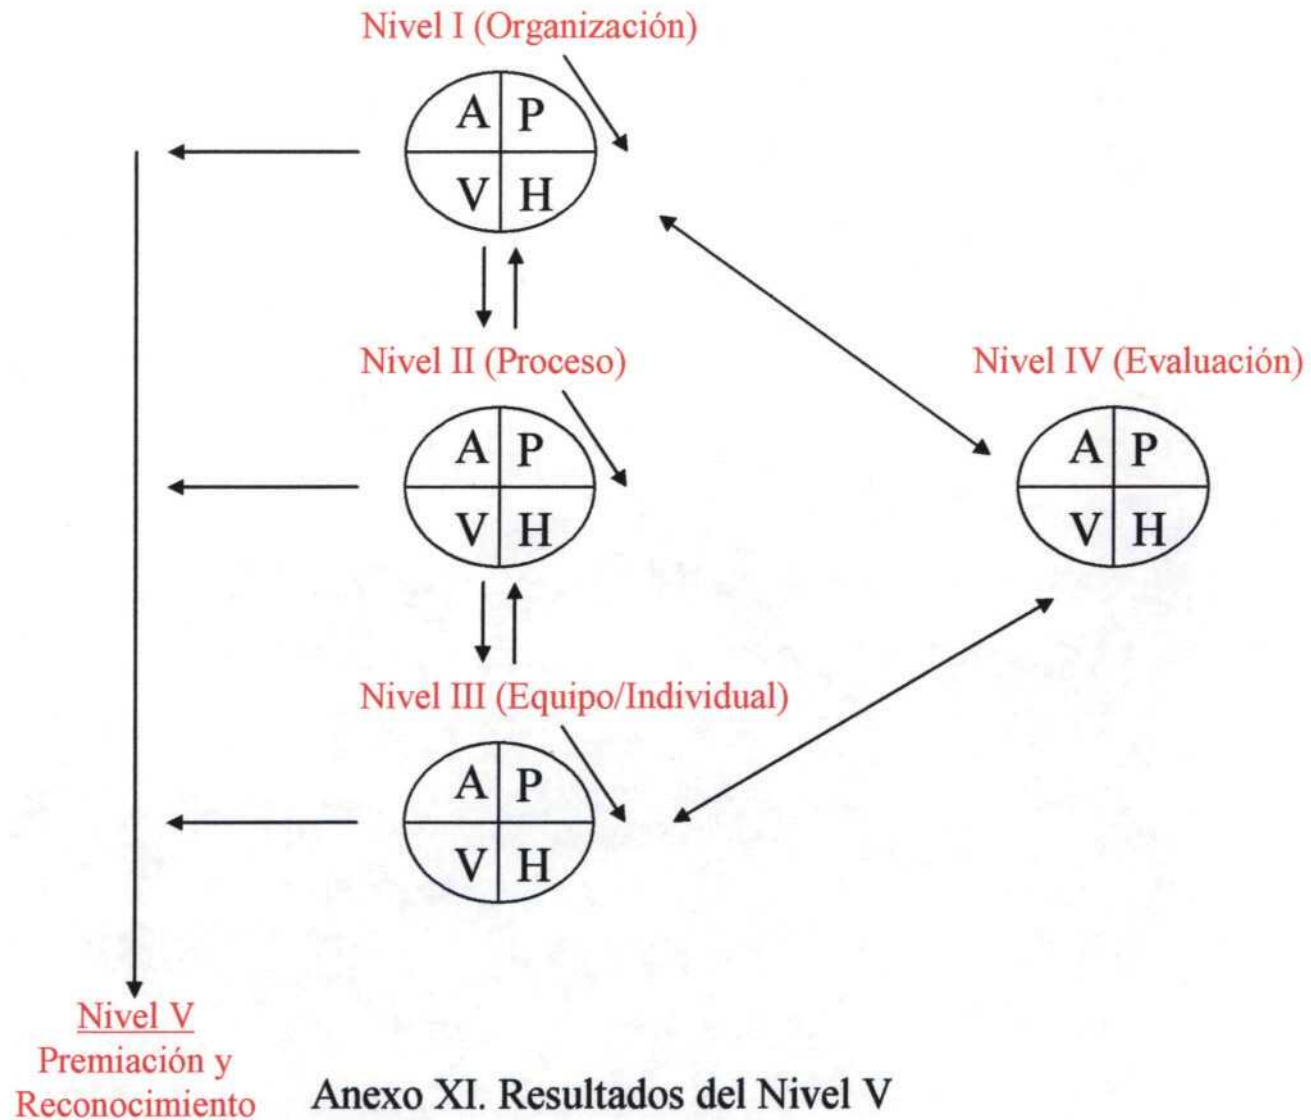 Nivel I (Organización)
A P
V H
Nivel II (Proceso)
Nivel IV (Evaluación)
A P
V H
A P
V H
Nivel III (Equipo/Individual)
A P
V H
Nivel V
Premiación y
Reconocimiento
Anexo XI. Resultados del Nivel V